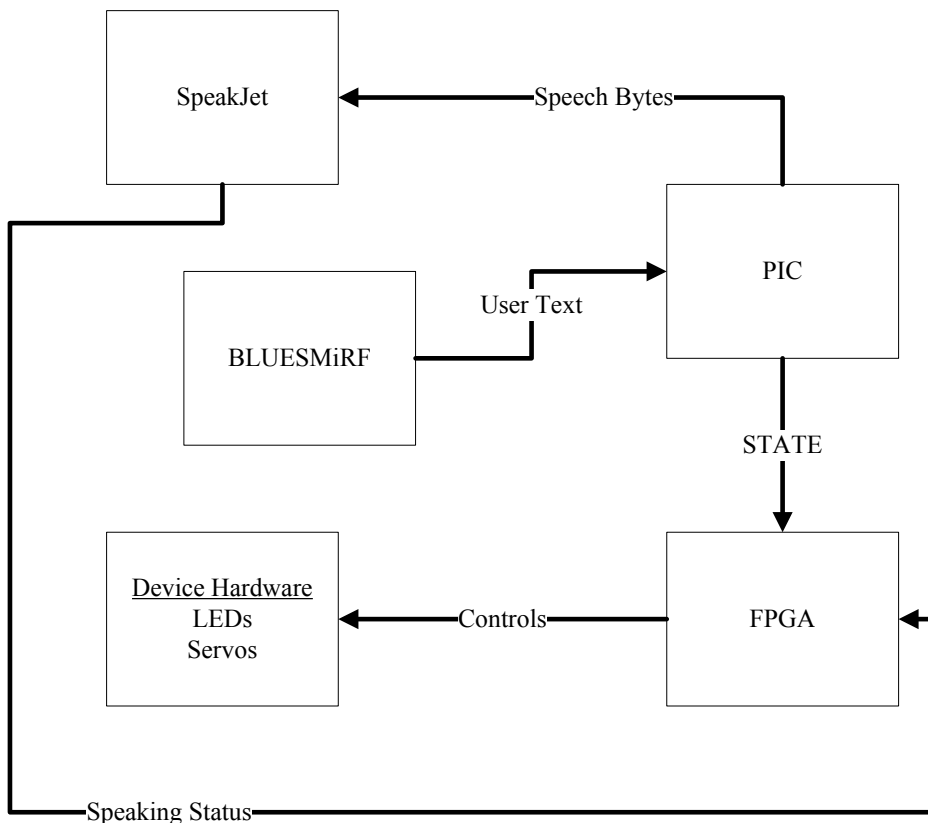 SpeakJet
Speech Bytes
PIC
User Text
BLUESMiRF
STATE
Device Hardware
LEDs
Servos
Controls
FPGA
Speaking Status